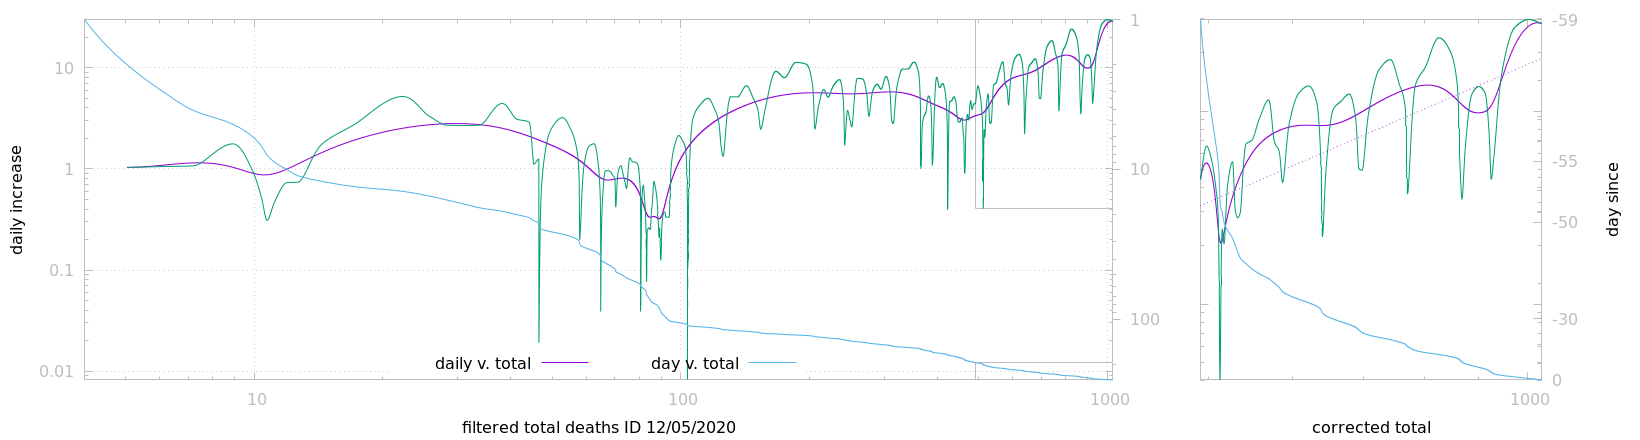 daily increase
10
1
0.1
0.01
10
100
1000
1
10
100
daily v. total
day v. total
filtered total deaths ID 12/05/2020
-59
-55
-50
-30
0
day since
1000
corrected total